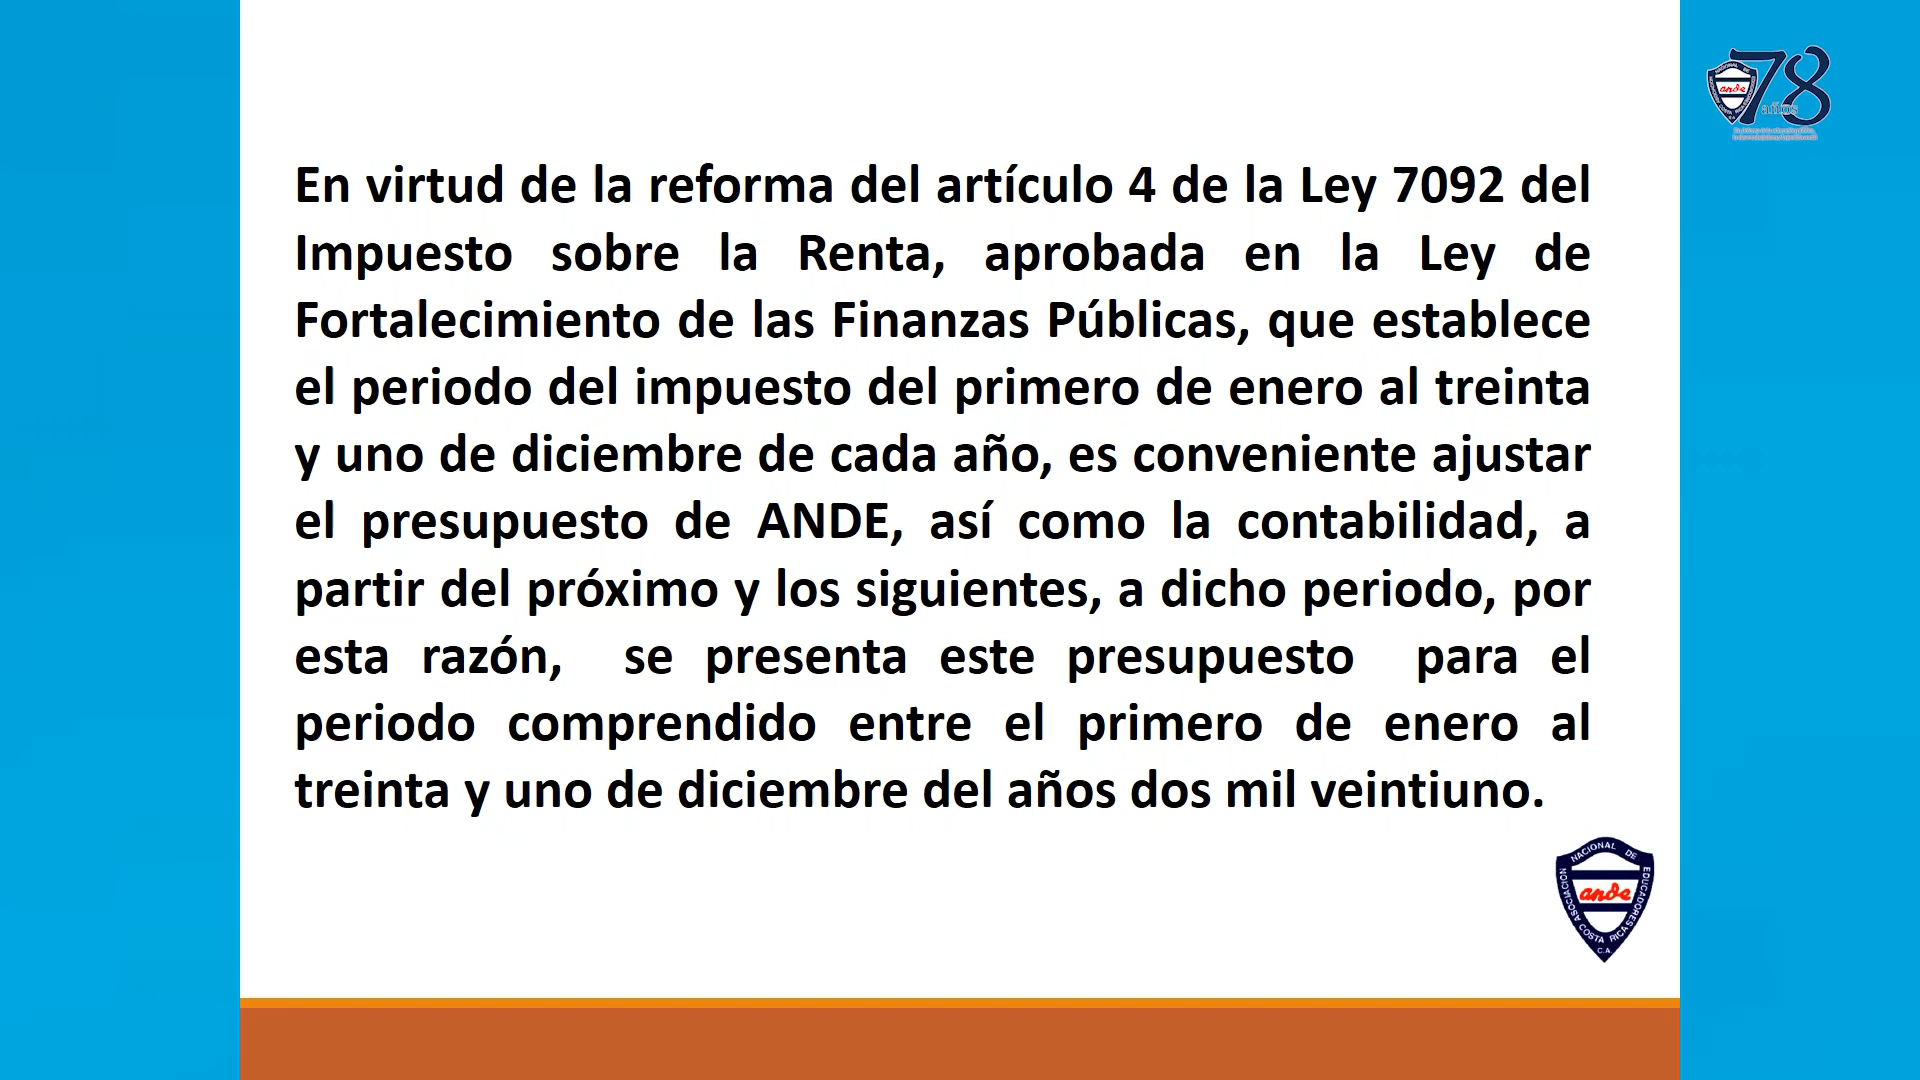 78
ande
años
En virtud de la reforma del artículo 4 de la Ley 7092 del
Impuesto sobre la Renta, aprobada en la Ley de
Fortalecimiento de las Finanzas Públicas, que establece
el periodo del impuesto del primero de enero al treinta
y uno de diciembre de cada año, es conveniente ajustar
el presupuesto de ANDE, así como la contabilidad, a
partir del próximo y los siguientes, a dicho periodo, por
esta razón, se presenta este presupuesto para el
periodo comprendido entre el primero de enero al
treinta y uno de diciembre del años dos mil veintiuno.
ASOCIACION NACIONAL DE EDUCADORES
ande
COSTA RICA
C.A